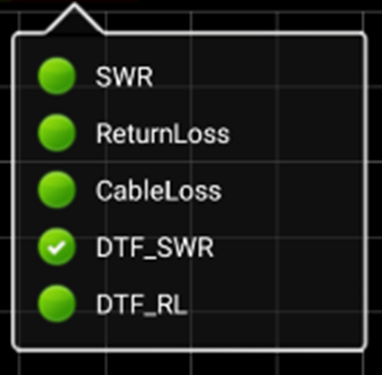 SWR
ReturnLoss
CableLoss
DTF_SWR
DTF_RL